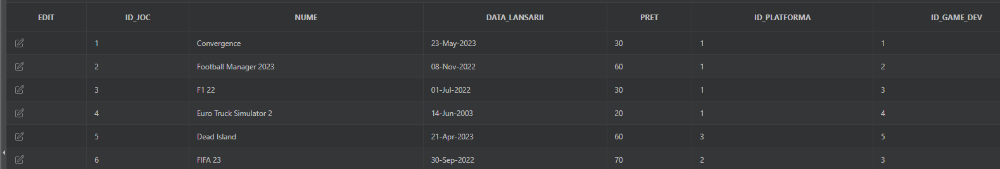 EDIT ID_JOC NUME DATA_LANSARII PRET ID_PLATFORMA ID_GAME_DEV
1 Convergence 23-May-2023 30 1 1
2 Football Manager 2023 08-Nov-2022 60 1 2
3 F1 22 01-Jul-2022 30 1 3
4 Euro Truck Simulator 2 14-Jun-2003 20 1 4
5 Dead Island 21-Apr-2023 60 3 5
6 FIFA 23 30-Sep-2022 70 2 3